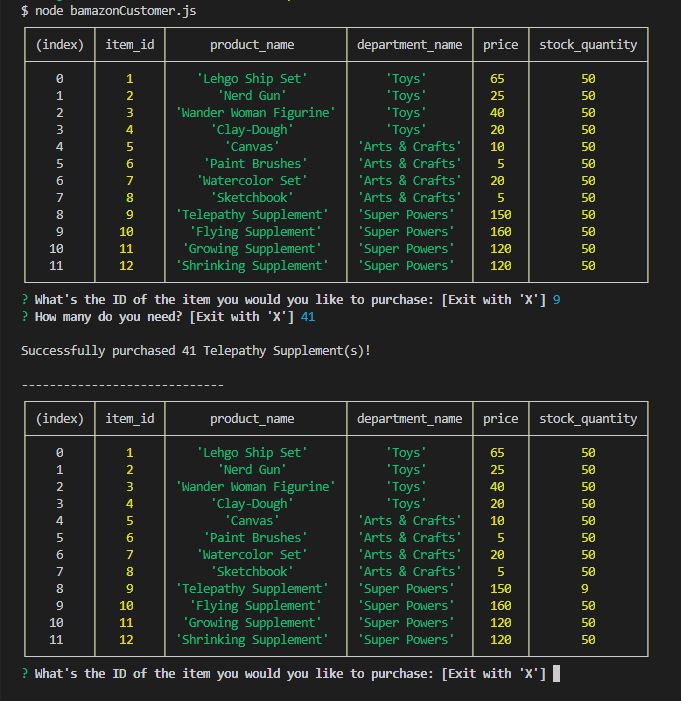 $ node bamazonCustomer.js
(index) item_id product_name department_name price stock_quantity
0 1 'Lehgo Ship Set' 'Toys' 65 50
1 2 'Nerd Gun' 'Toys' 25 50
2 3 'Wander Woman Figurine' 'Toys' 40 50
3 4 'Clay-Dough' 'Toys' 20 50
4 5 'Canvas' 'Arts & Crafts' 10 50
5 6 'Paint Brushes' 'Arts & Crafts' 5 50
6 7 'Watercolor Set' 'Arts & Crafts' 20 50
7 8 'Sketchbook' 'Arts & Crafts' 5 50
8 9 'Telepathy Supplement' 'Super Powers' 150 50
9 10 'Flying Supplement' 'Super Powers' 160 50
10 11 'Growing Supplement' 'Super Powers' 120 50
11 12 'Shrinking Supplement' 'Super Powers' 120 50
? What's the ID of the item you would you like to purchase: [Exit with 'X'] 9
? How many do you need? [Exit with 'X'] 41
Successfully purchased 41 Telepathy Supplement(s)!
-----------------------------
(index) item_id product_name department_name price stock_quantity
0 1 'Lehgo Ship Set' 'Toys' 65 50
1 2 'Nerd Gun' 'Toys' 25 50
2 3 'Wander Woman Figurine' 'Toys' 40 50
3 4 'Clay-Dough' 'Toys' 20 50
4 5 'Canvas' 'Arts & Crafts' 10 50
5 6 'Paint Brushes' 'Arts & Crafts' 5 50
6 7 'Watercolor Set' 'Arts & Crafts' 20 50
7 8 'Sketchbook' 'Arts & Crafts' 5 50
8 9 'Telepathy Supplement' 'Super Powers' 150 9
9 10 'Flying Supplement' 'Super Powers' 160 50
10 11 'Growing Supplement' 'Super Powers' 120 50
11 12 'Shrinking Supplement' 'Super Powers' 120 50
? What's the ID of the item you would you like to purchase: [Exit with 'X']